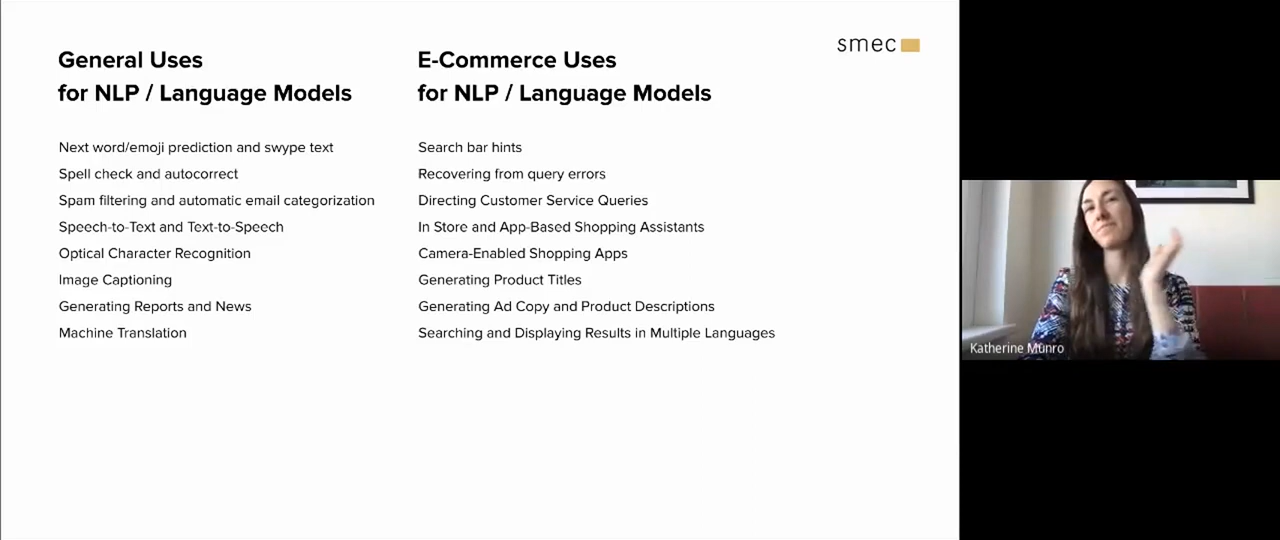 General Uses
for NLP / Language Models
Next word/emoji prediction and swype text
Spell check and autocorrect
Spam filtering and automatic email categorization
Speech-to-Text and Text-to-Speech
Optical Character Recognition
Image Captioning
Generating Reports and News
Machine Translation
E-Commerce Uses
for NLP / Language Models
Search bar hints
Recovering from query errors
Directing Customer Service Queries
In Store and App-Based Shopping Assistants
Camera-Enabled Shopping Apps
Generating Product Titles
Generating Ad Copy and Product Descriptions
Searching and Displaying Results in Multiple Languages
smec
Katherine Munro